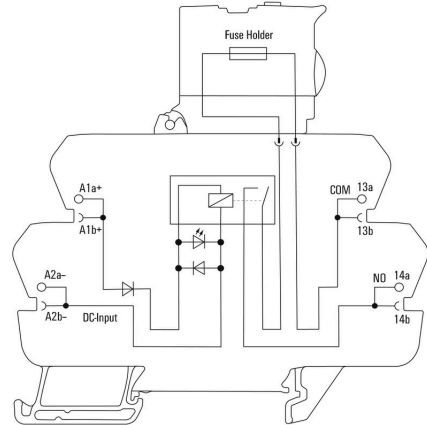 Fuse Holder
A1a+
A1b+
A2a–
A2b–
DC-Input
COM 13a
13b
NO 14a
14b